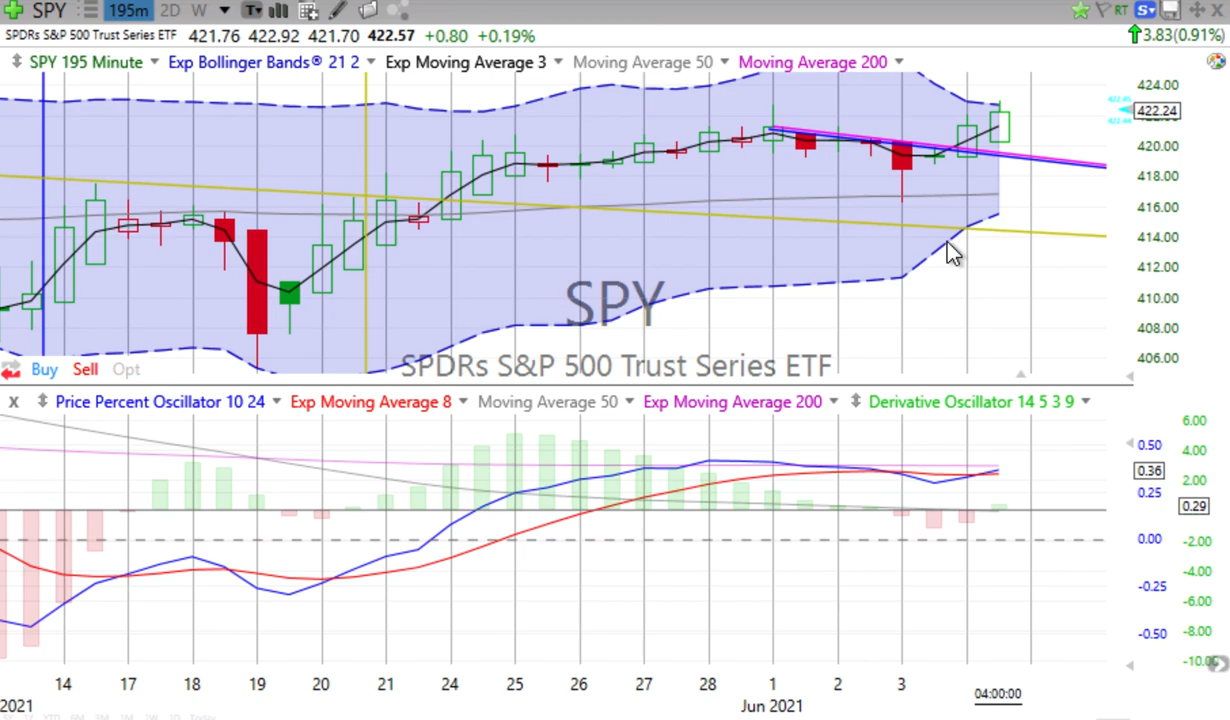 SPY 195m 2D W T RT S
SPDRs S&P 500 Trust Series ETF 421.76 422.92 421.70 422.57 +0.80 +0.19% 3.83(0.91%)
SPY 195 Minute Exp Bollinger Bands® 21 2 Exp Moving Average 3 Moving Average 50 Moving Average 200
424.00
422.45
422.24
422.44
420.00
418.00
416.00
414.00
412.00
410.00
408.00
406.00
SPY
SPDRs S&P 500 Trust Series ETF
Buy Sell Opt
X Price Percent Oscillator 10 24 Exp Moving Average 8 Moving Average 50 Exp Moving Average 200 Derivative Oscillator 14 5 3 9
6.00
0.50 4.00
0.36
0.25 2.00
0.29
0.00 -2.00
-4.00
-0.25
-6.00
-0.50 -8.00
-10.00
14 17 18 19 20 21 24 25 26 27 28 1 2 3 04:00:00
2021 Jun 2021